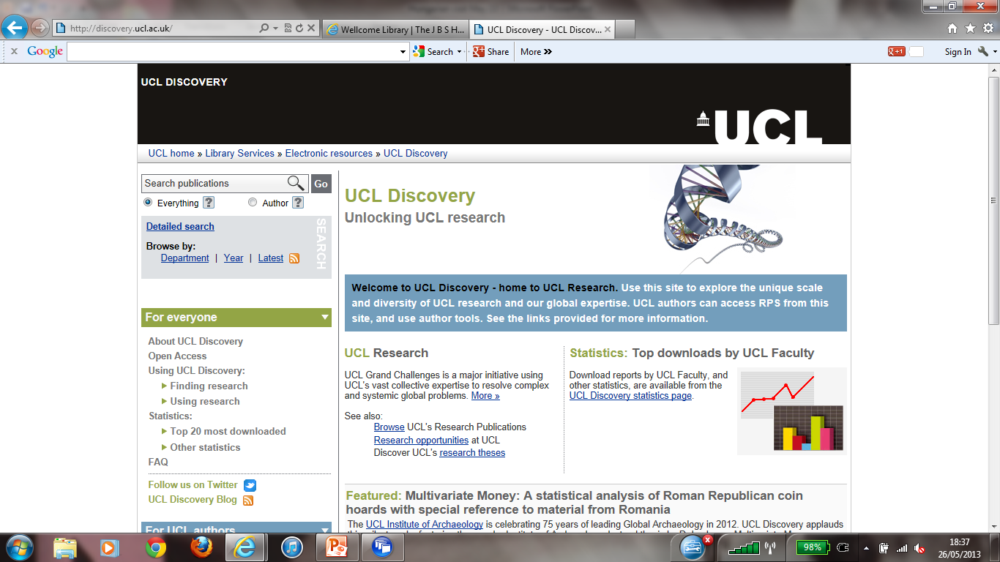 http://discovery.ucl.ac.uk/
Wellcome Library | The J B S H...
UCL Discovery - UCL Discov...
Google
Search
Share
More »
+1
Sign In
UCL DISCOVERY
UCL
UCL home » Library Services » Electronic resources » UCL Discovery
Search publications
Go
Everything ?
Author ?
Detailed search
SEARCH
Browse by:
Department | Year | Latest
For everyone
About UCL Discovery
Open Access
Using UCL Discovery:
Finding research
Using research
Statistics:
Top 20 most downloaded
Other statistics
FAQ
Follow us on Twitter
UCL Discovery Blog
For UCL authors
UCL Discovery
Unlocking UCL research
Welcome to UCL Discovery - home to UCL Research. Use this site to explore the unique scale
and diversity of UCL research and our global expertise. UCL authors can access RPS from this
site, and use author tools. See the links provided for more information.
UCL Research
UCL Grand Challenges is a major initiative using
UCL's vast collective expertise to resolve complex
and systemic global problems. More »
See also:
Browse UCL's Research Publications
Research opportunities at UCL
Discover UCL's research theses
Statistics: Top downloads by UCL Faculty
Download reports by UCL Faculty, and
other statistics, are available from the
UCL Discovery statistics page.
Featured: Multivariate Money: A statistical analysis of Roman Republican coin
hoards with special reference to material from Romania
The UCL Institute of Archaeology is celebrating 75 years of leading Global Archaeology in 2012. UCL Discovery applauds
98%
18:37
26/05/2013